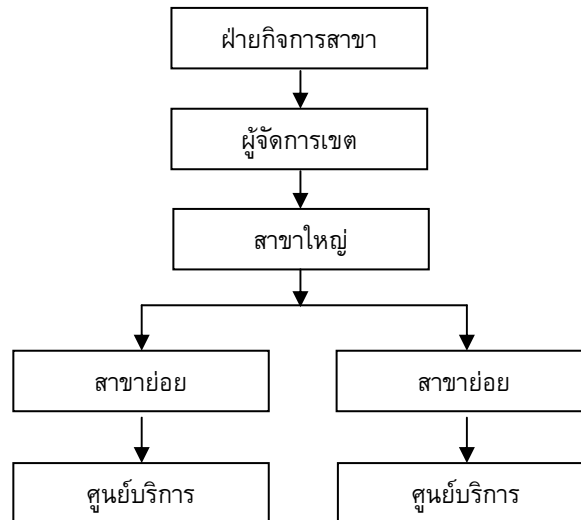 ฝ่ายกิจการสาขา
ผู้จัดการเขต
สาขาใหญ่
สาขาย่อย
สาขาย่อย
ศูนย์บริการ
ศูนย์บริการ